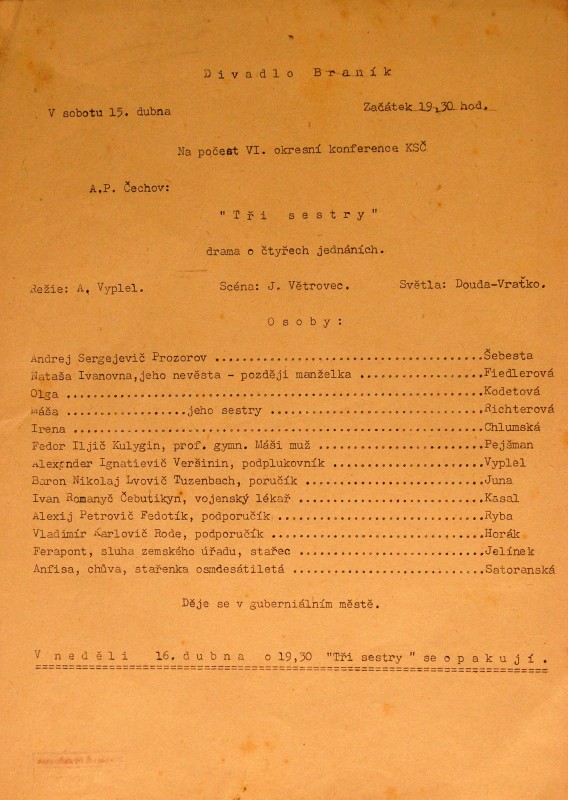 Divadlo Braník
V sobotu 15. dubna Začátek 19,30 hod.
Na počest VI. okresní konference KSČ
A.P. Čechov:
"Tři sestry"
drama o čtyřech jednáních.
Režie: A. Vyplel. Scéna: J. Větrovec. Světla: Douda-Vraťko.
Osoby:
Andrej Sergejevič Prozorov ......................................Šebesta
Nataša Ivanovna,jeho nevěsta - později manželka ..................Fiedlerová
Olga ............................................................Kodetová
Máša ..................jeho sestry ...............................Richterová
Irena ...........................................................Chlumská
Fedor Iljič Kulygin, prof. gymn. Máši muž .........................Pejšman
Alexander Ignatievič Veršinin, podplukovník .......................Vyplel
Baron Nikolaj Lvovič Tuzenbach, poručík ...........................Juna
Ivan Romanyč Čebutikyn, vojenský lékař ............................Kasal
Alexij Petrovič Fedotík, podporučík ...............................Ryba
Vladimír Karlovič Rode, podporučík ................................Horák
Ferapont, sluha zemského úřadu, stařec ............................Jelínek
Anfisa, chůva, stařenka osmdesátiletá .............................Satoranská
Děje se v guberniálním městě.
V neděli 16. dubna o 19,30 "Tři sestry " se opakují.